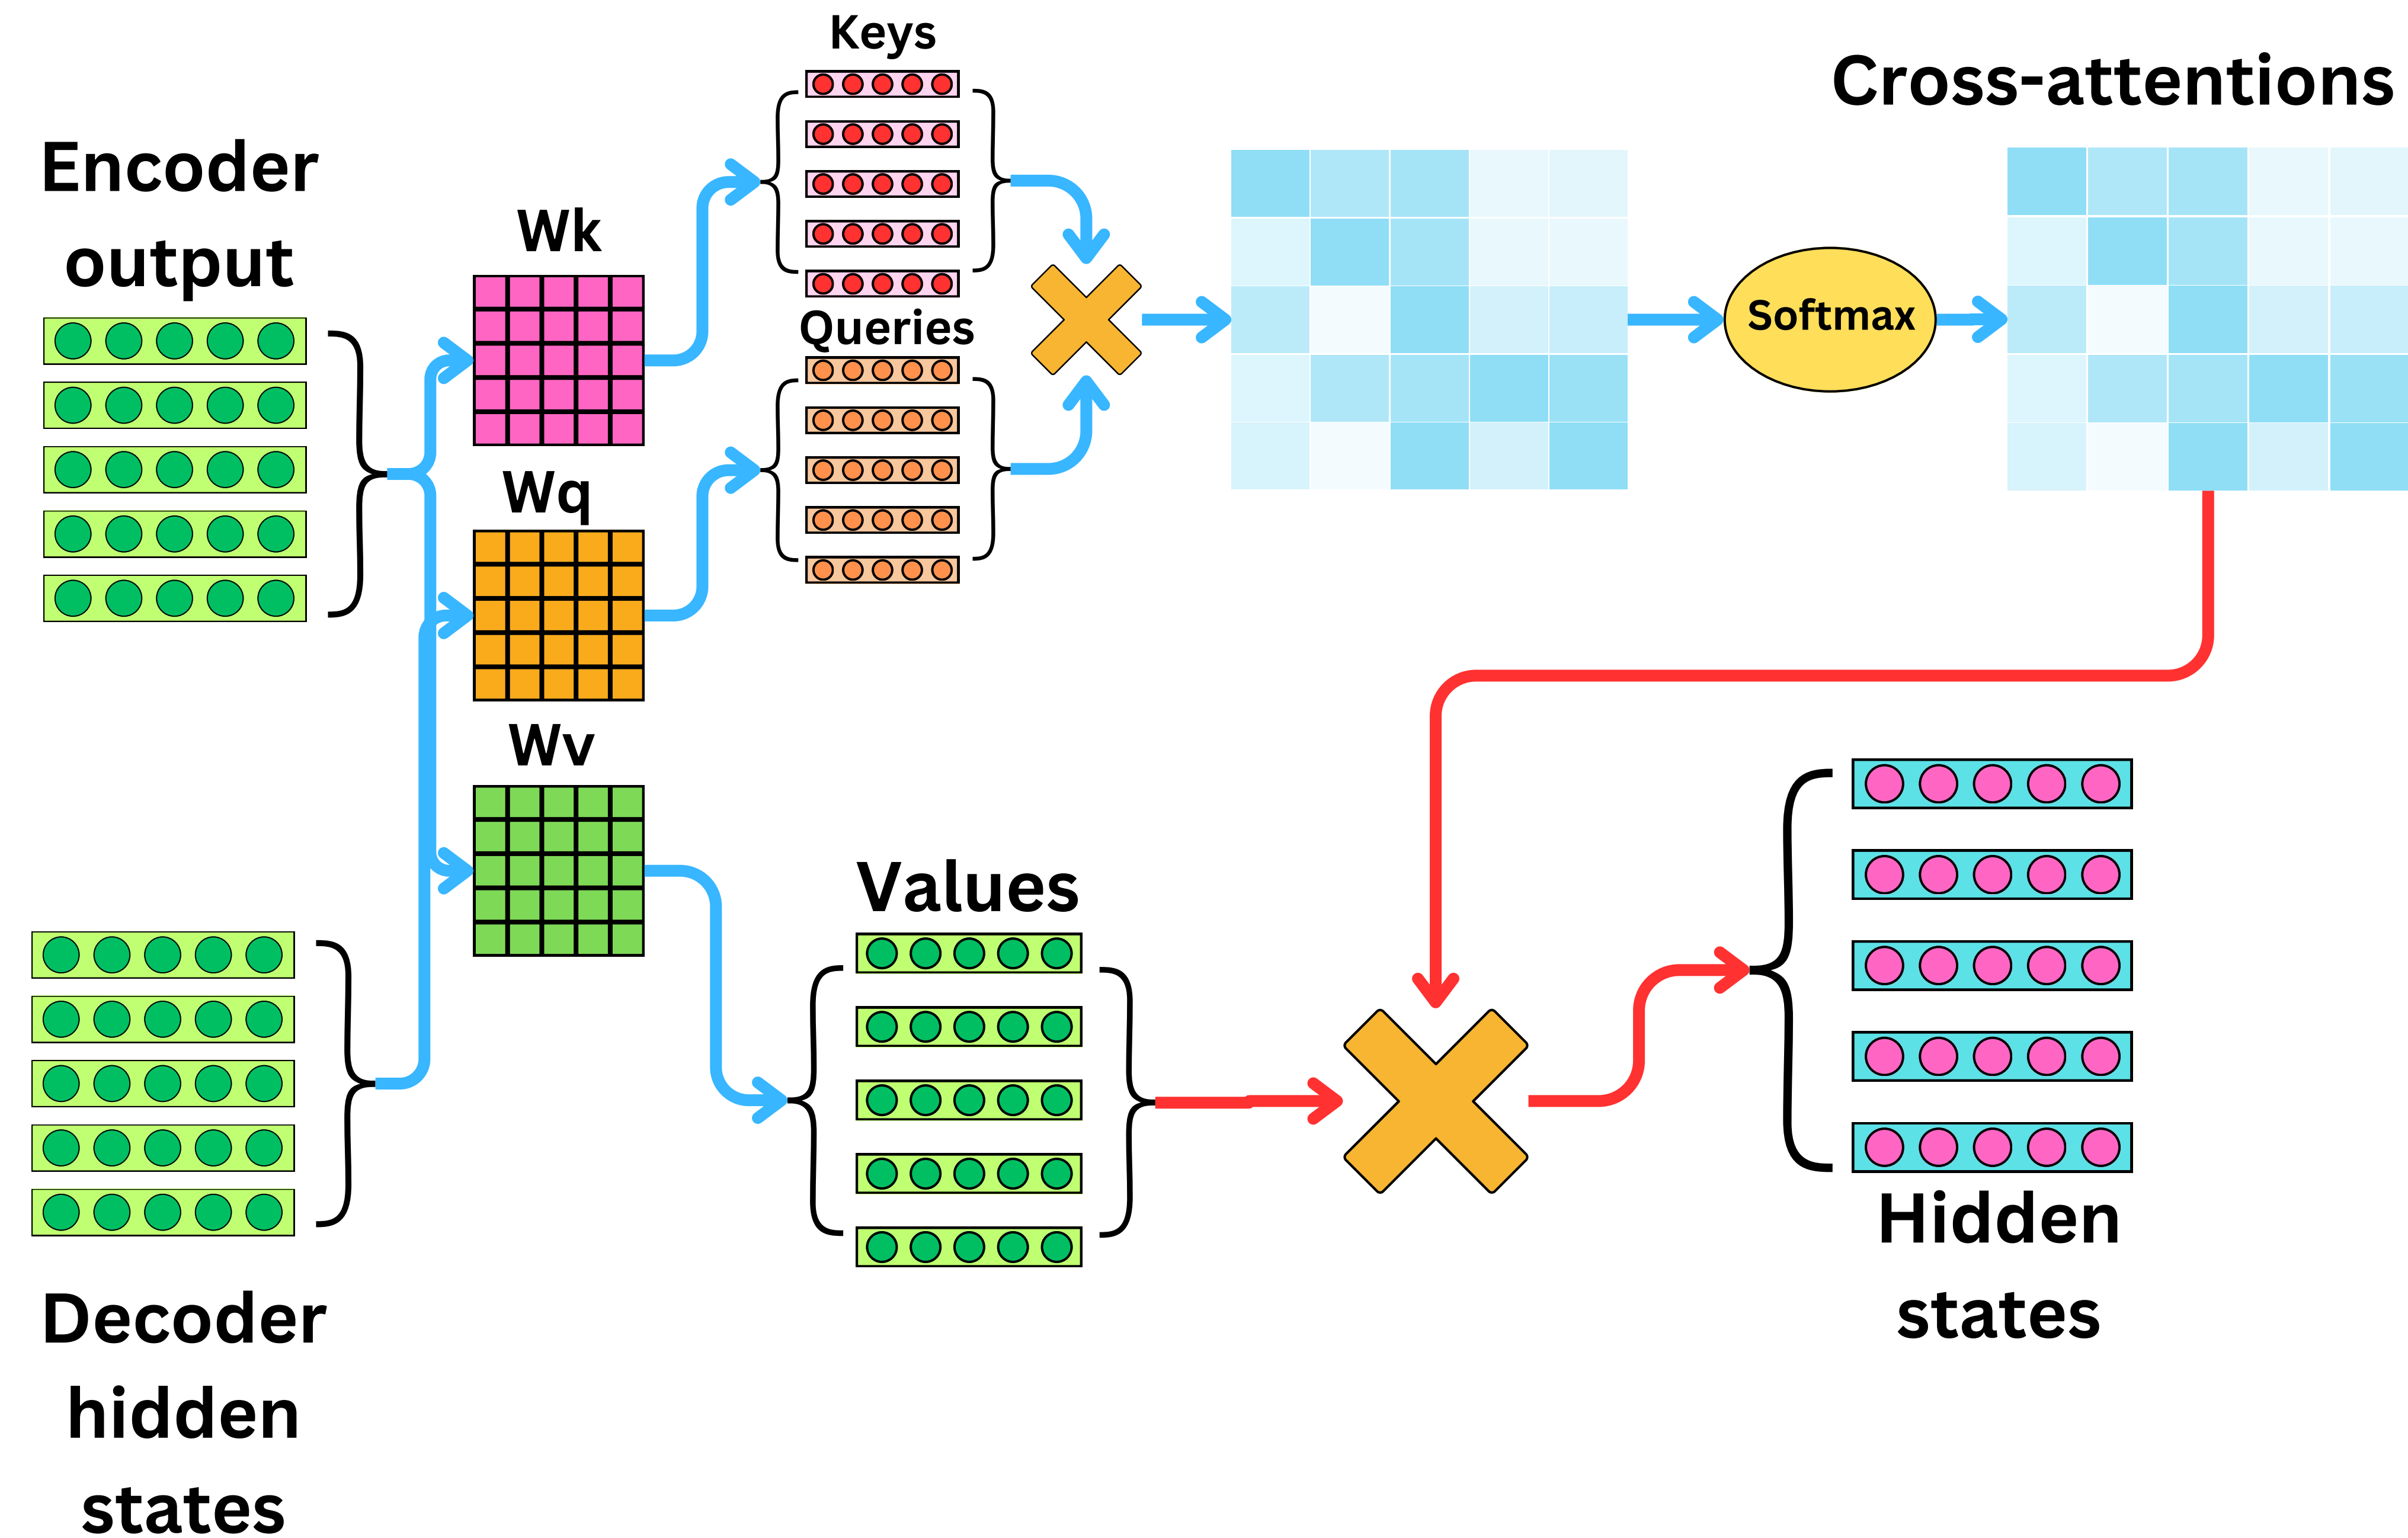 Keys
Cross-attentions
Encoder
output
Wk
Queries
Softmax
Wq
Wv
Values
Hidden
states
Decoder
hidden
states